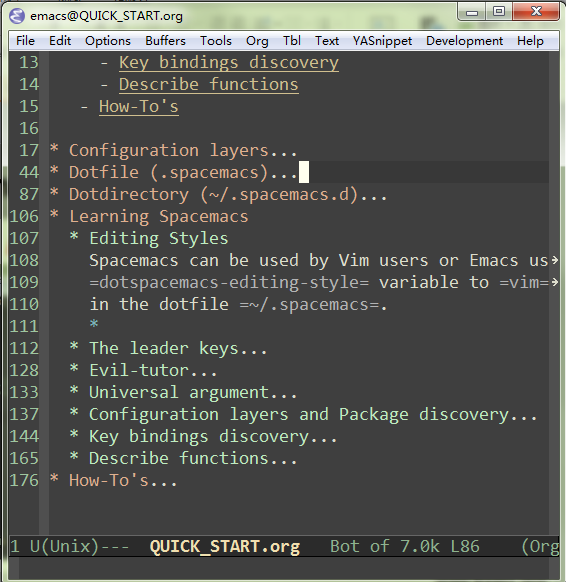 emacs@QUICK_START.org
File Edit Options Buffers Tools Org Tbl Text YASnippet Development Help
13 - Key bindings discovery
14 - Describe functions
15 - How-To's
16
17 * Configuration layers...
44 * Dotfile (.spacemacs)...
87 * Dotdirectory (~/.spacemacs.d)...
106 * Learning Spacemacs
107 * Editing Styles
108 Spacemacs can be used by Vim users or Emacs us
109 =dotspacemacs-editing-style= variable to =vim=
110 in the dotfile =~/.spacemacs=.
111 *
112 * The leader keys...
128 * Evil-tutor...
133 * Universal argument...
137 * Configuration layers and Package discovery...
144 * Key bindings discovery...
165 * Describe functions...
176 * How-To's...
1 U(Unix)--- QUICK_START.org Bot of 7.0k L86 (Org